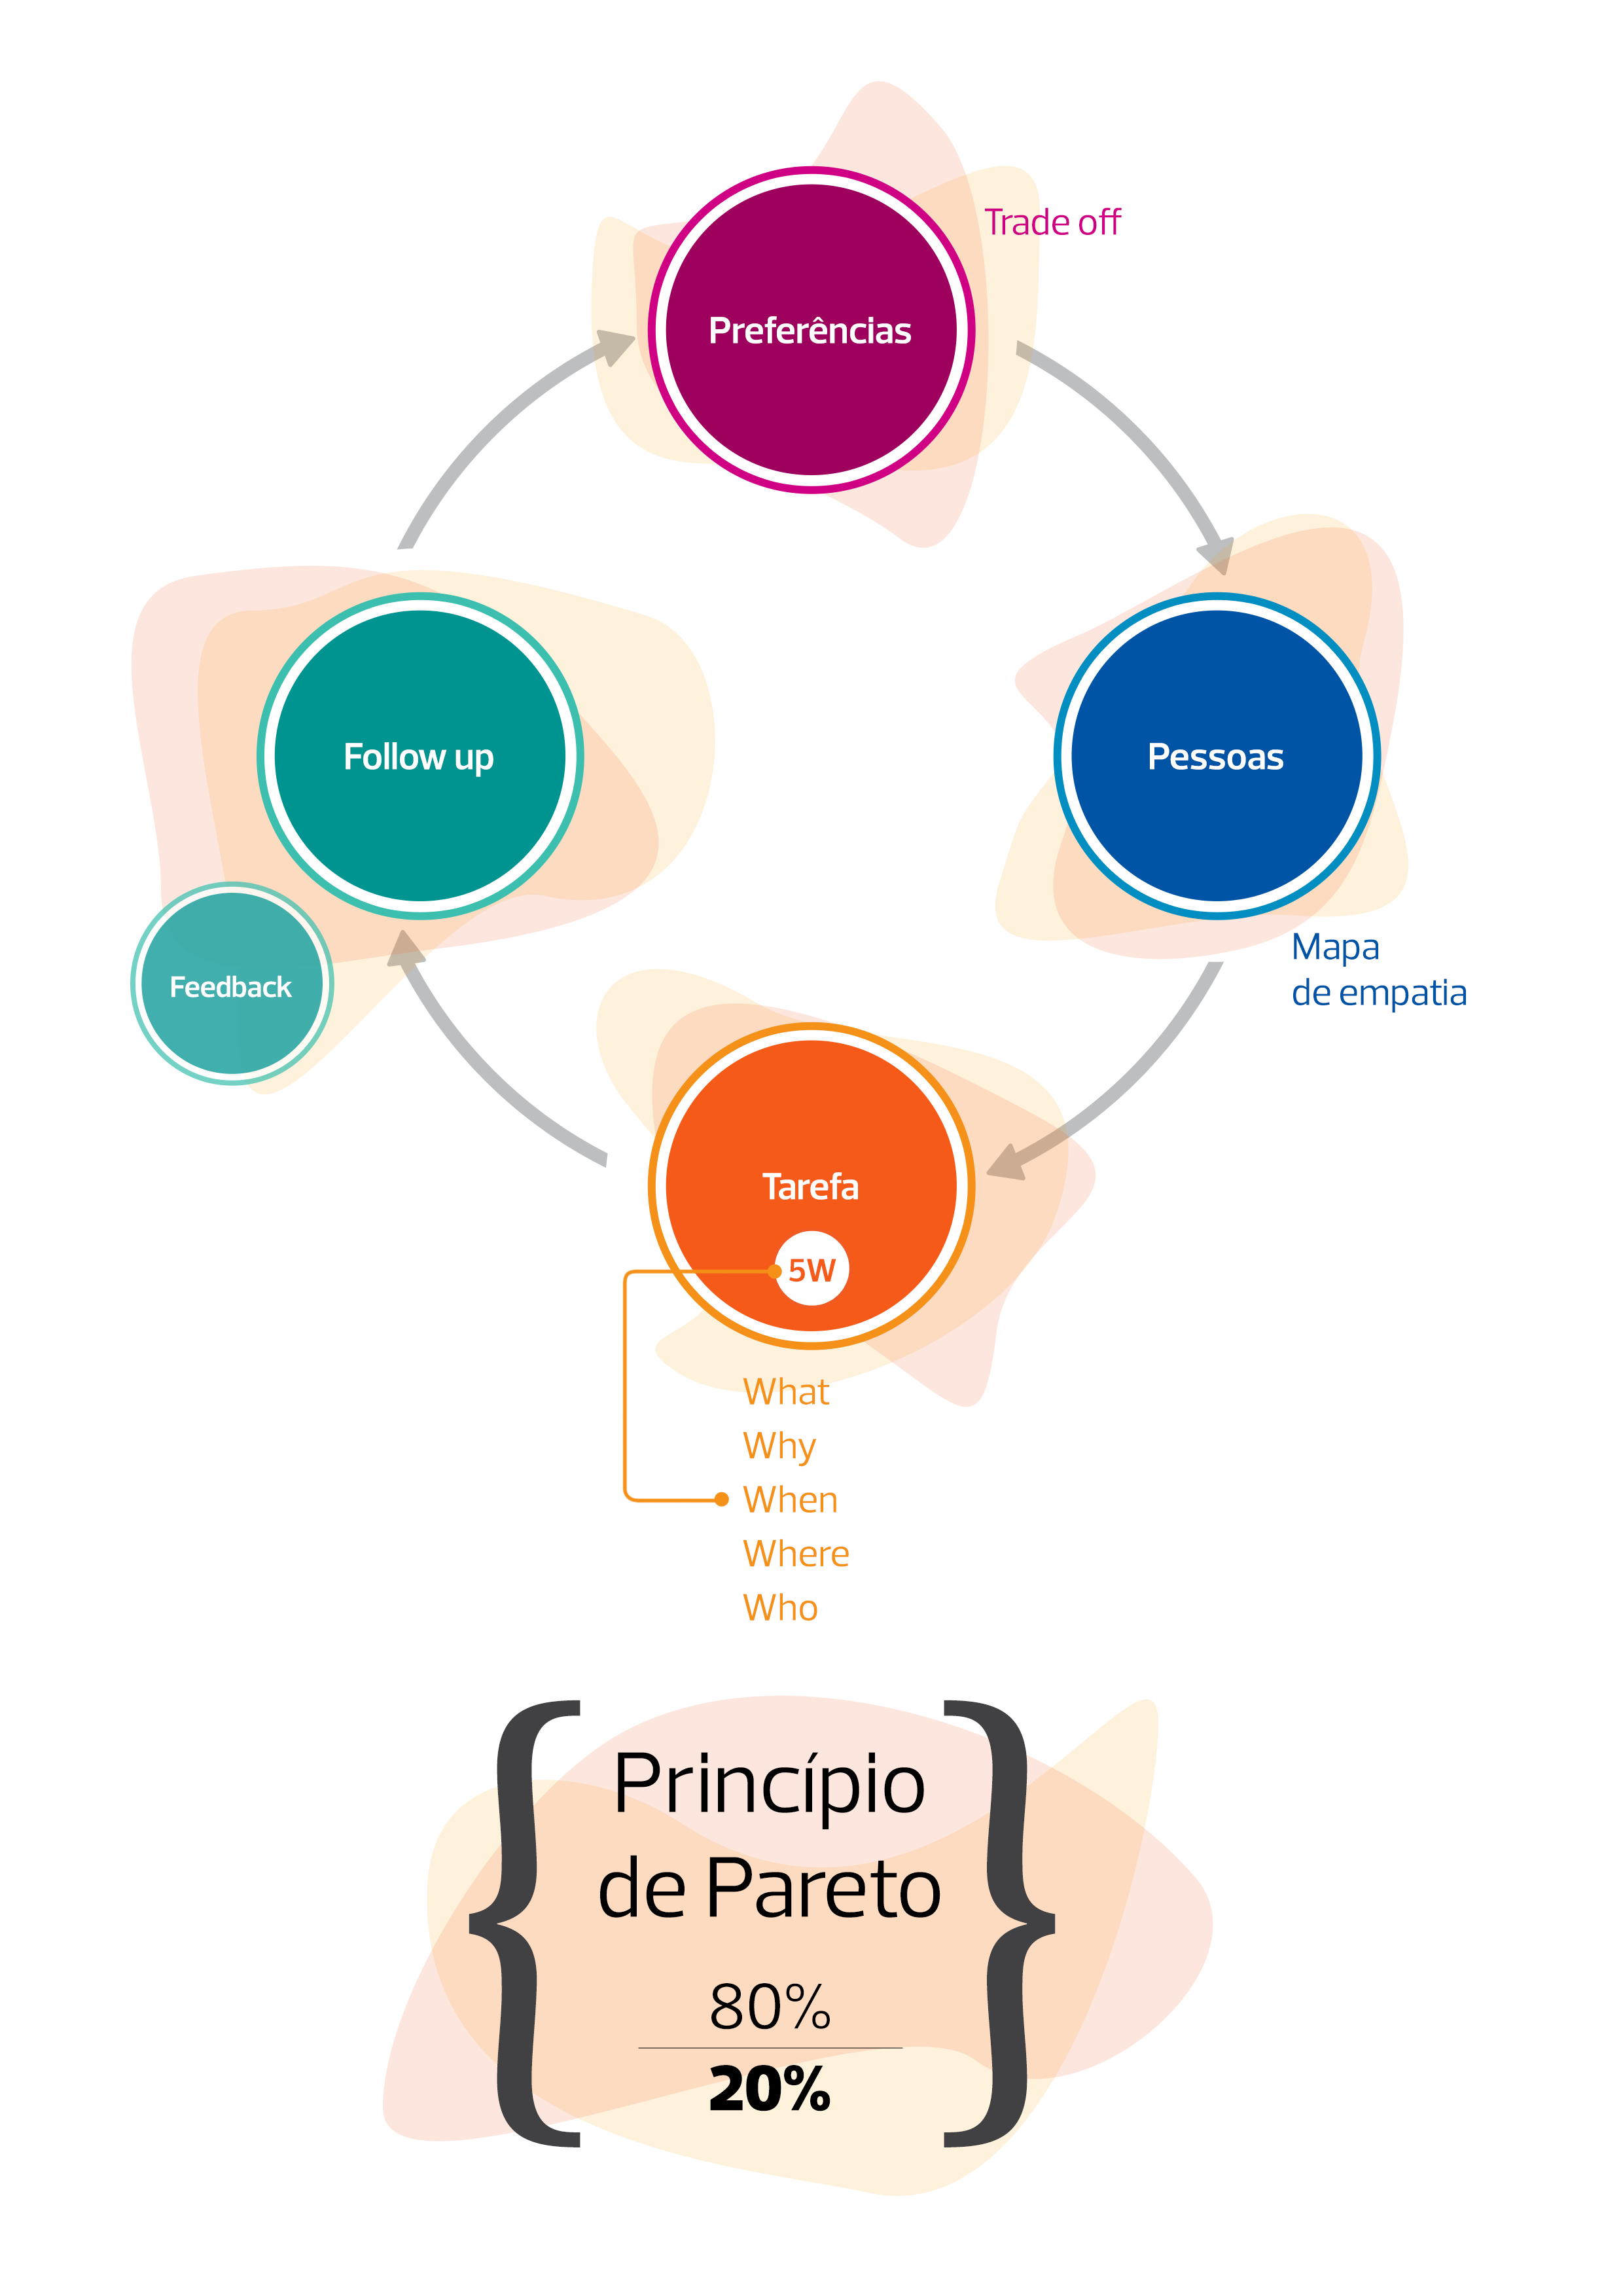 Trade off
Preferências
Follow up
Pessoas
Mapa
de empatia
Feedback
Tarefa
5W
What
Why
When
Where
Who
Princípio
de Pareto
80%
20%